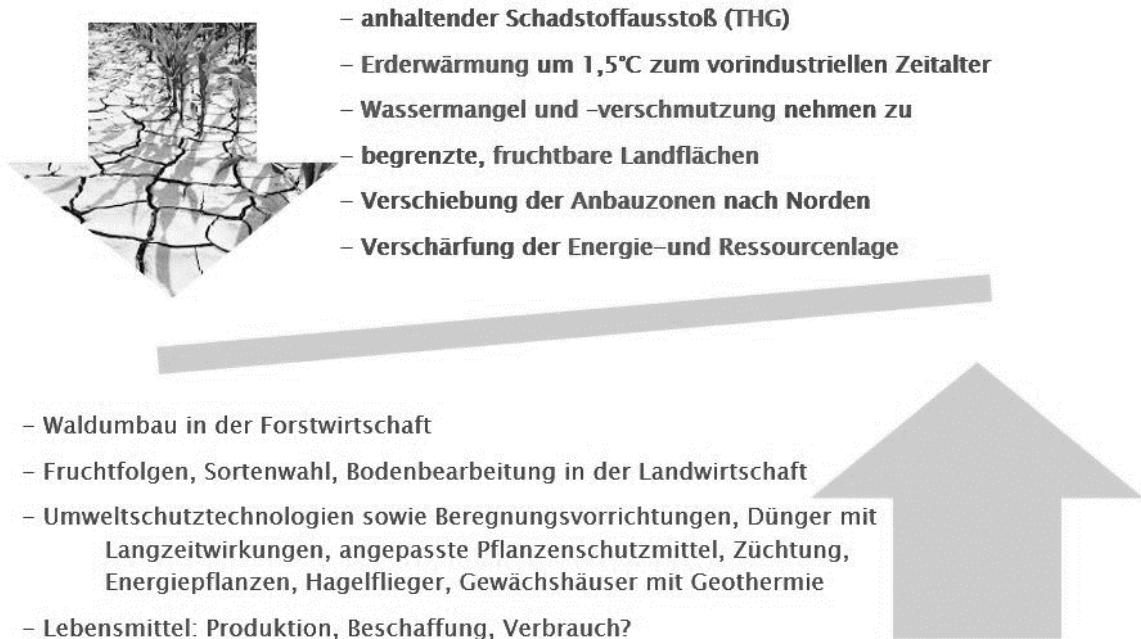 – anhaltender Schadstoffausstoß (THG)
– Erderwärmung um 1,5°C zum vorindustriellen Zeitalter
– Wassermangel und –verschmutzung nehmen zu
– begrenzte, fruchtbare Landflächen
– Verschiebung der Anbauzonen nach Norden
– Verschärfung der Energie–und Ressourcenlage
– Waldumbau in der Forstwirtschaft
– Fruchtfolgen, Sortenwahl, Bodenbearbeitung in der Landwirtschaft
– Umweltschutztechnologien sowie Beregnungsvorrichtungen, Dünger mit
Langzeitwirkungen, angepasste Pflanzenschutzmittel, Züchtung,
Energiepflanzen, Hagelflieger, Gewächshäuser mit Geothermie
– Lebensmittel: Produktion, Beschaffung, Verbrauch?